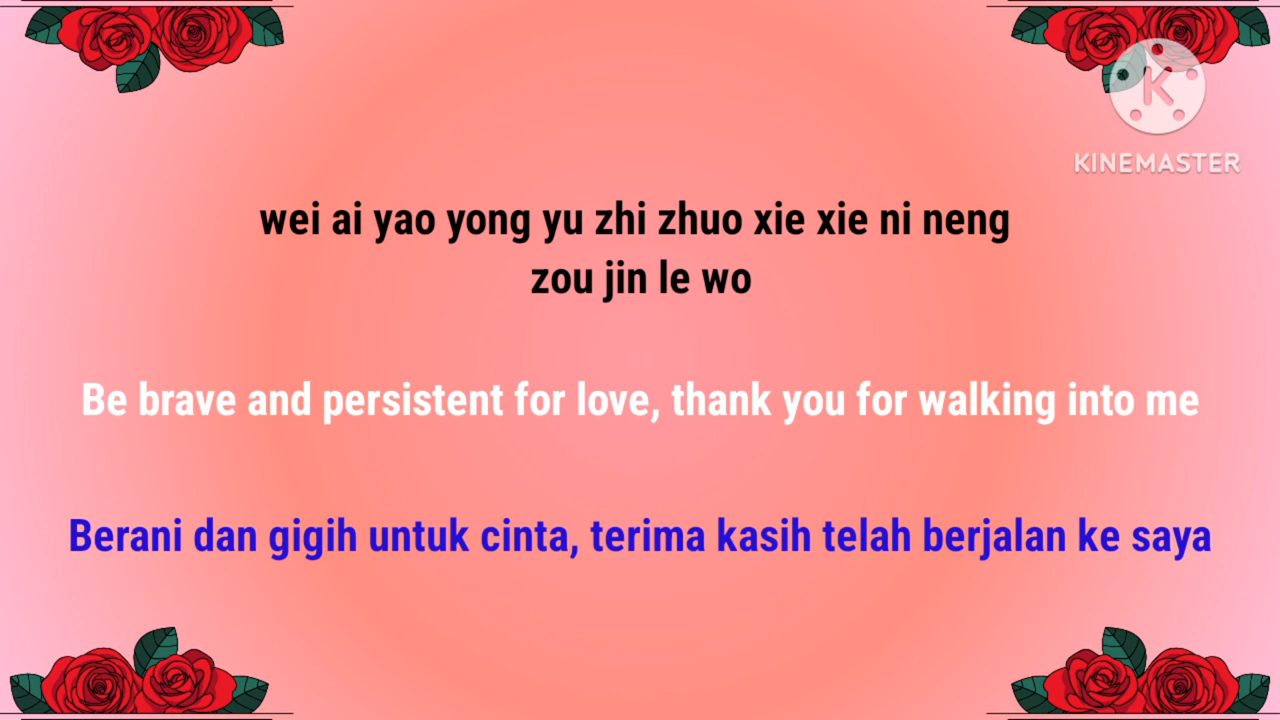 KINEMASTER
wei ai yao yong yu zhi zhuo xie xie ni neng
zou jin le wo
Be brave and persistent for love, thank you for walking into me
Berani dan gigih untuk cinta, terima kasih telah berjalan ke saya